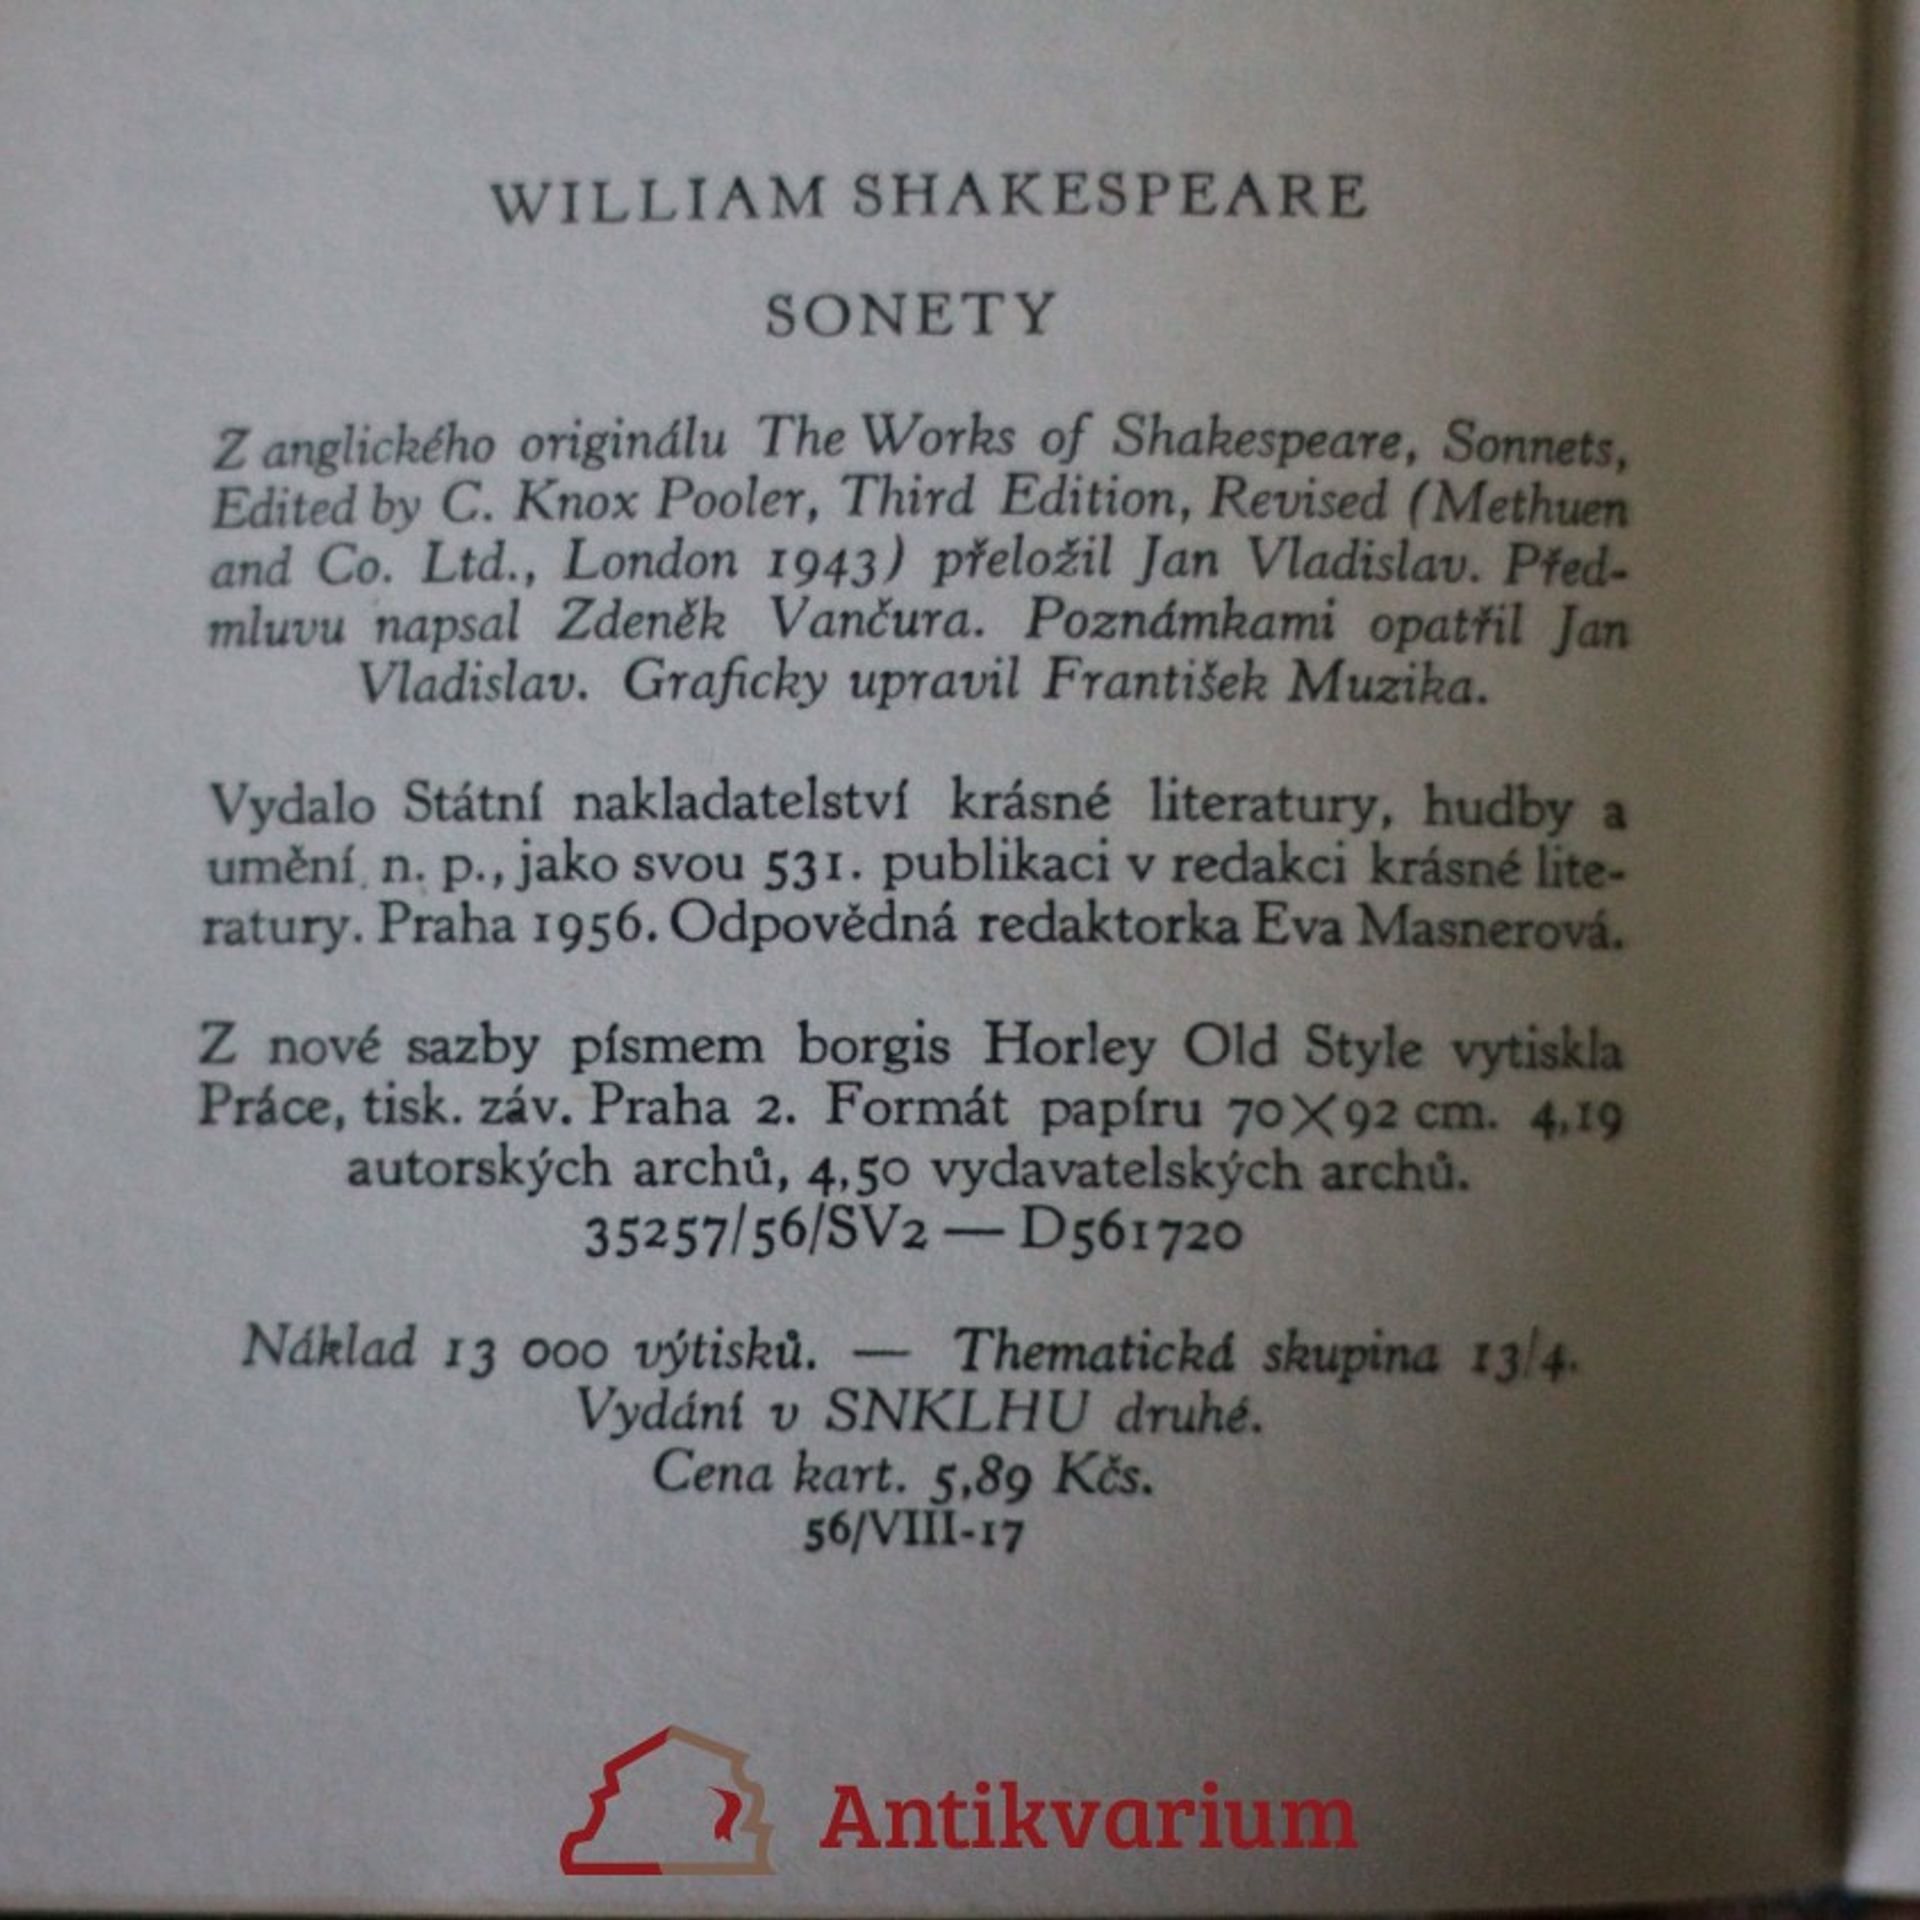 WILLIAM SHAKESPEARE
SONETY
Z anglického originálu The Works of Shakespeare, Sonnets,
Edited by C. Knox Pooler, Third Edition, Revised (Methuen
and Co. Ltd., London 1943) přeložil Jan Vladislav. Před-
mluvu napsal Zdeněk Vančura. Poznámkami opatřil Jan
Vladislav. Graficky upravil František Muzika.
Vydalo Státní nakladatelství krásné literatury, hudby a
umění, n. p., jako svou 531. publikaci v redakci krásné lite-
ratury. Praha 1956. Odpovědná redaktorka Eva Masnerová.
Z nové sazby písmem borgis Horley Old Style vytiskla
Práce, tisk. záv. Praha 2. Formát papíru 70×92 cm. 4,19
autorských archů, 4,50 vydavatelských archů.
35257/56/SV2 — D561720
Náklad 13 000 výtisků. — Thematická skupina 13/4.
Vydání v SNKLHU druhé.
Cena kart. 5,89 Kčs.
56/VIII-17
Antikvarium